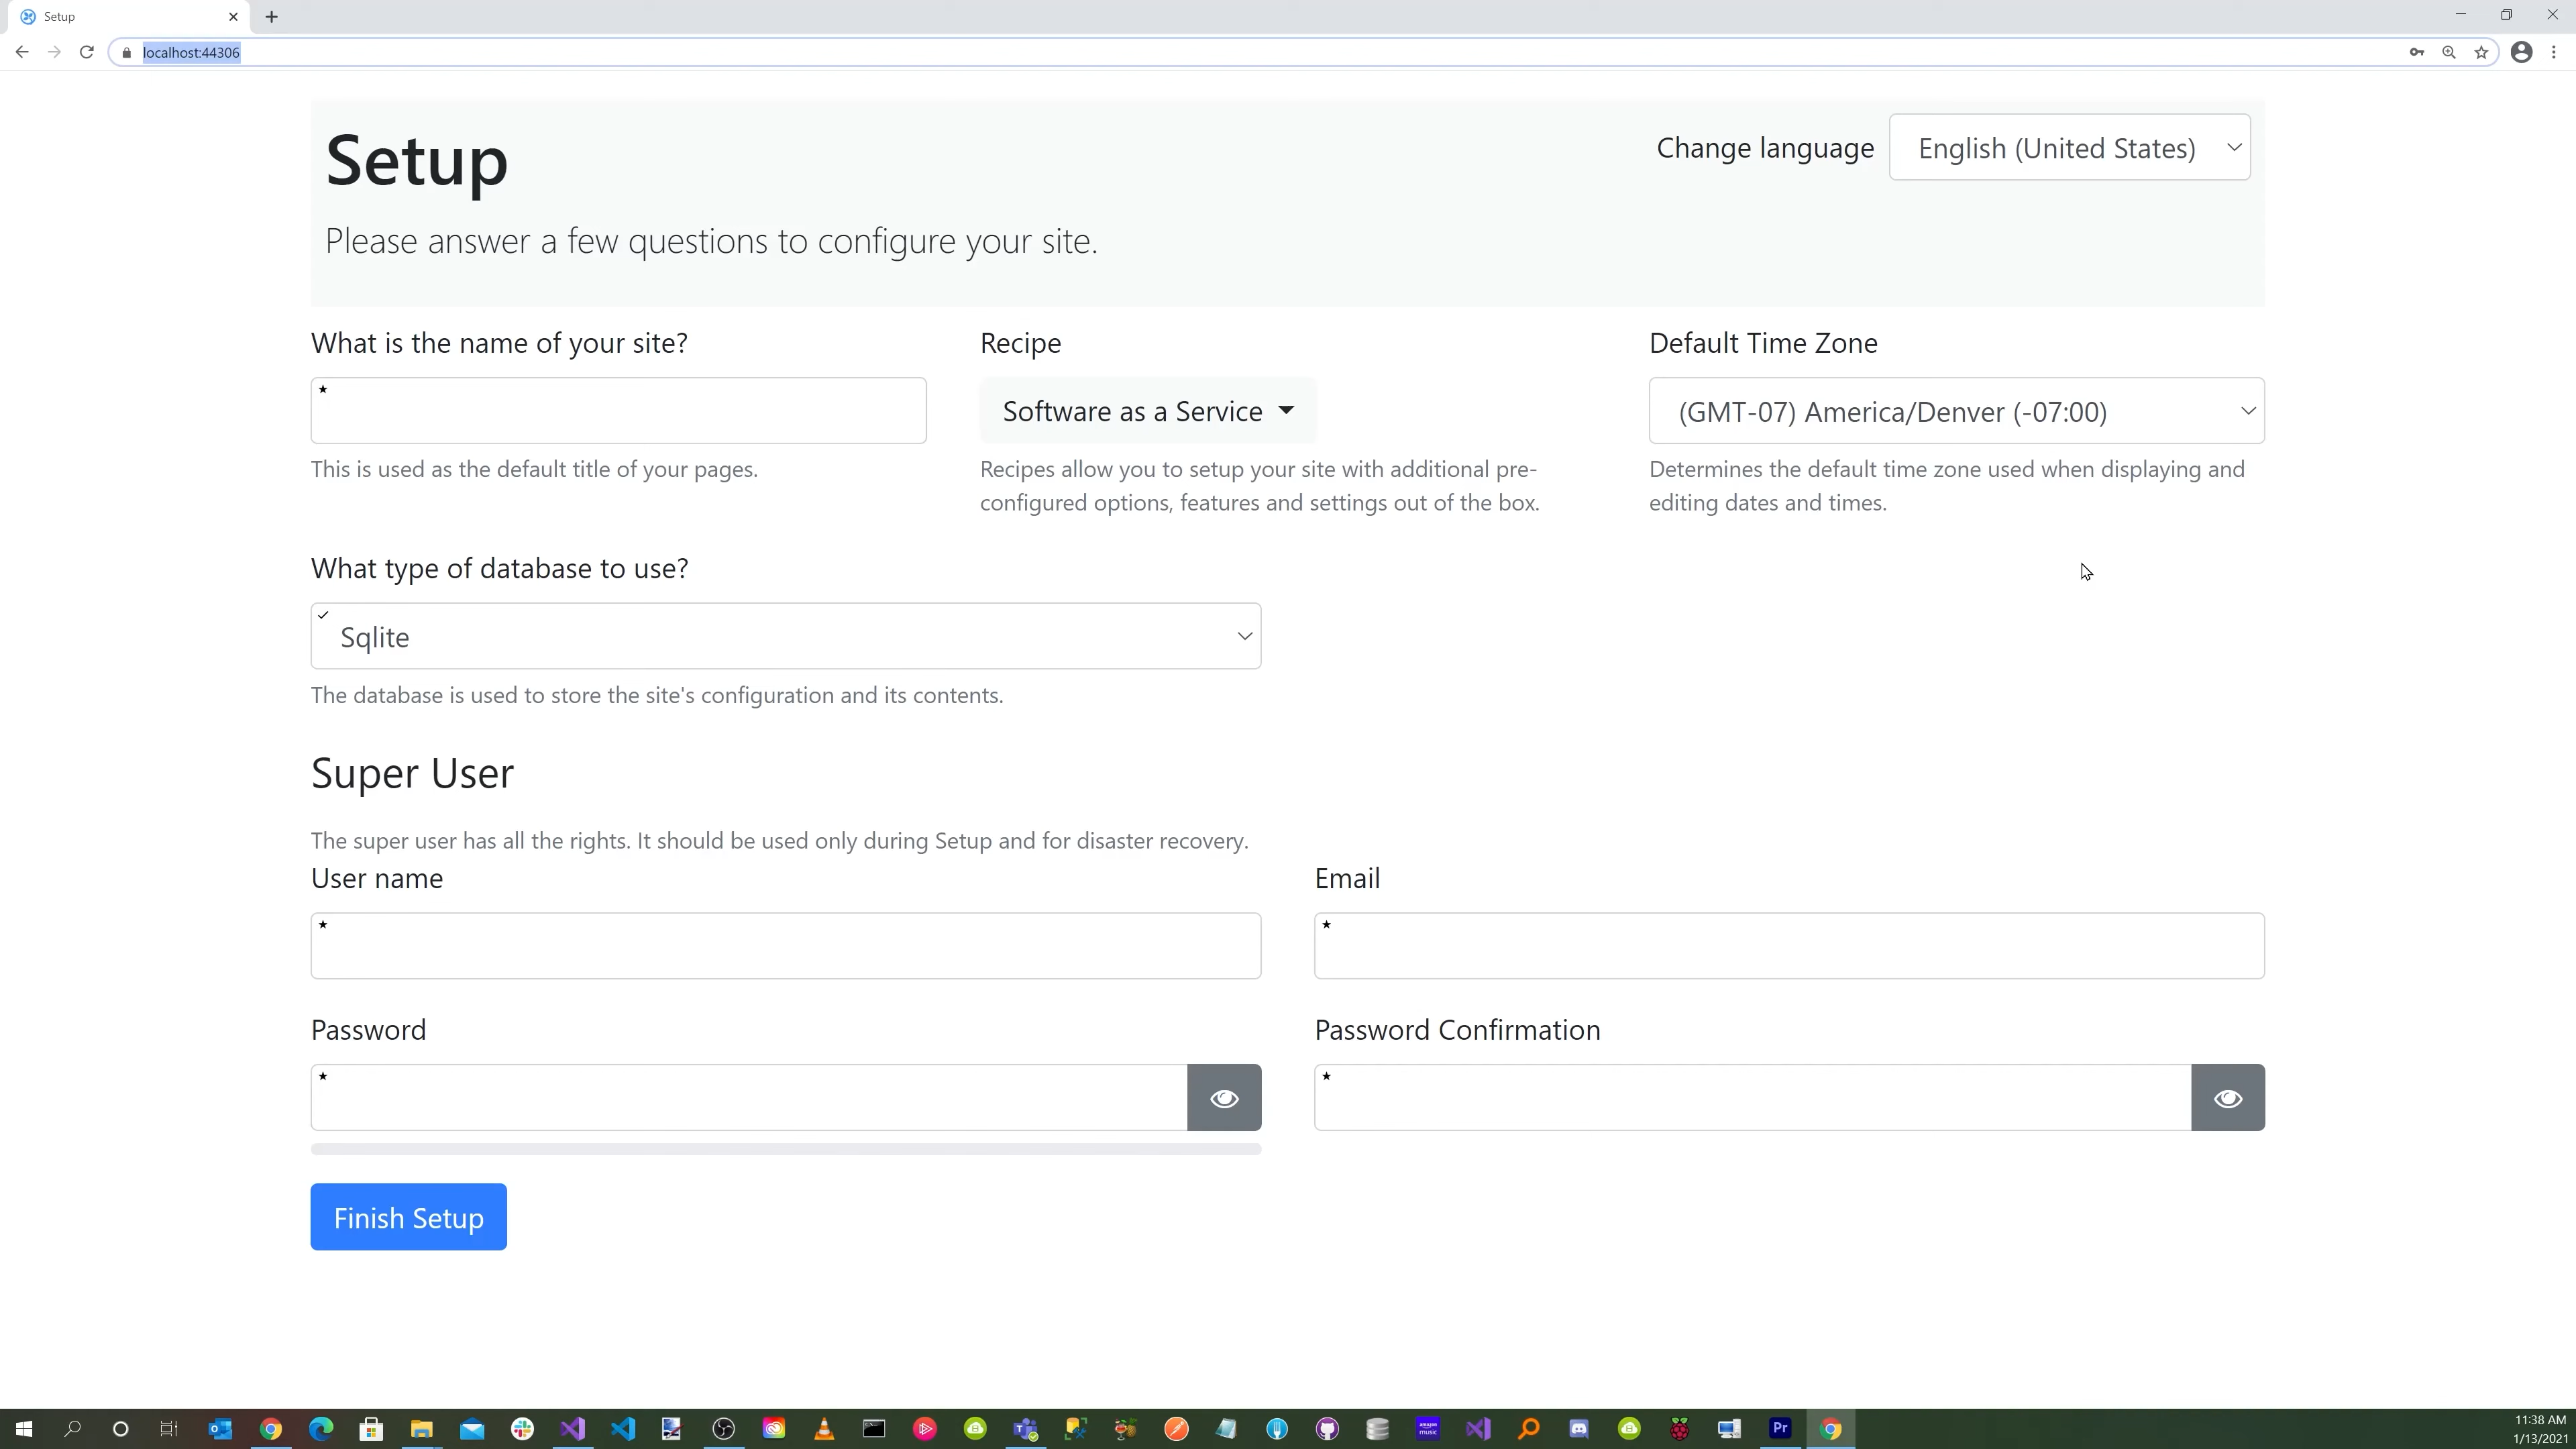 Setup
localhost:44306
Setup
Change language
English (United States)
Please answer a few questions to configure your site.
What is the name of your site?
Recipe
Default Time Zone
Software as a Service
(GMT-07) America/Denver (-07:00)
This is used as the default title of your pages.
Recipes allow you to setup your site with additional pre-
configured options, features and settings out of the box.
Determines the default time zone used when displaying and
editing dates and times.
What type of database to use?
Sqlite
The database is used to store the site's configuration and its contents.
Super User
The super user has all the rights. It should be used only during Setup and for disaster recovery.
User name
Email
Password
Password Confirmation
Finish Setup
amazon
music
Pr
11:38 AM
1/13/2021